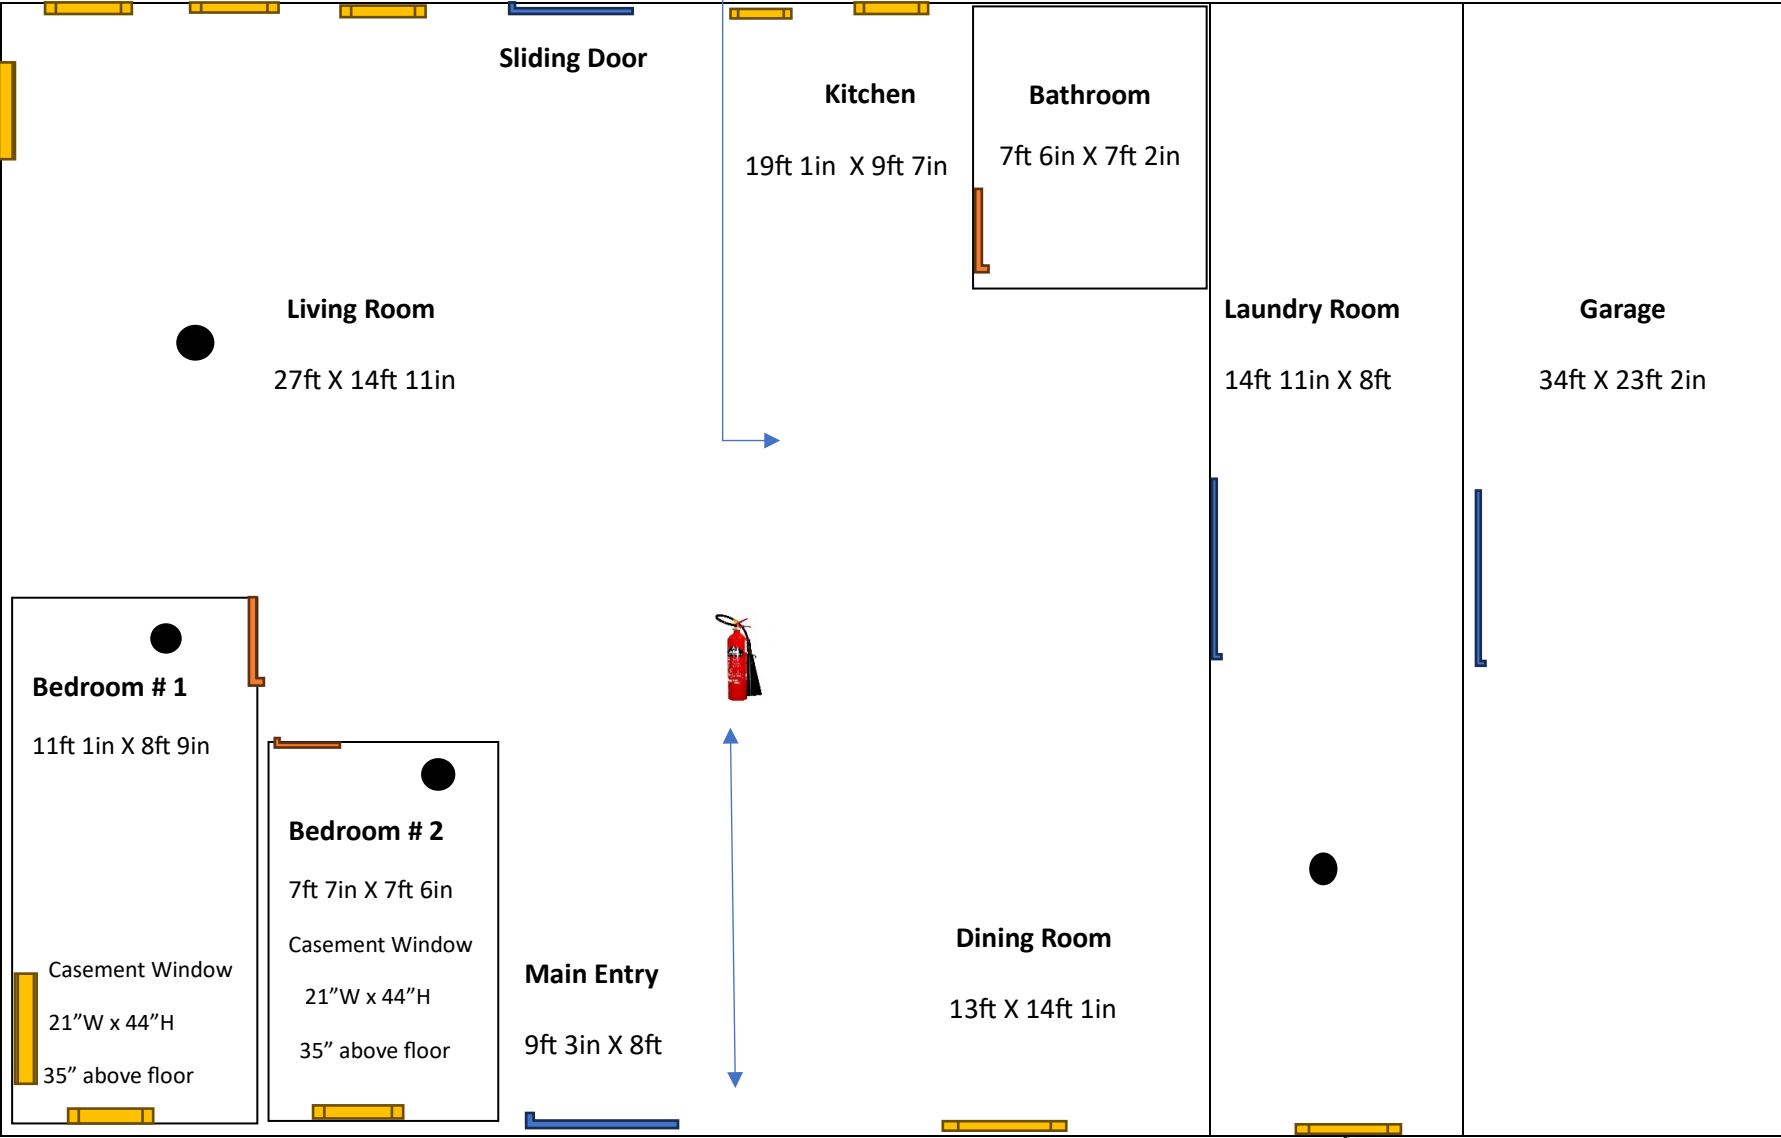 Sliding Door
Kitchen
19ft 1in  X 9ft 7in
Bathroom
7ft 6in X 7ft 2in
Living Room
27ft X 14ft 11in
Laundry Room
14ft 11in X 8ft
Garage
34ft X 23ft 2in
Bedroom # 1
11ft 1in X 8ft 9in
Casement Window
21”W x 44”H
35” above floor
Bedroom # 2
7ft 7in X 7ft 6in
Casement Window
21”W x 44”H
35” above floor
Main Entry
9ft 3in X 8ft
Dining Room
13ft X 14ft 1in